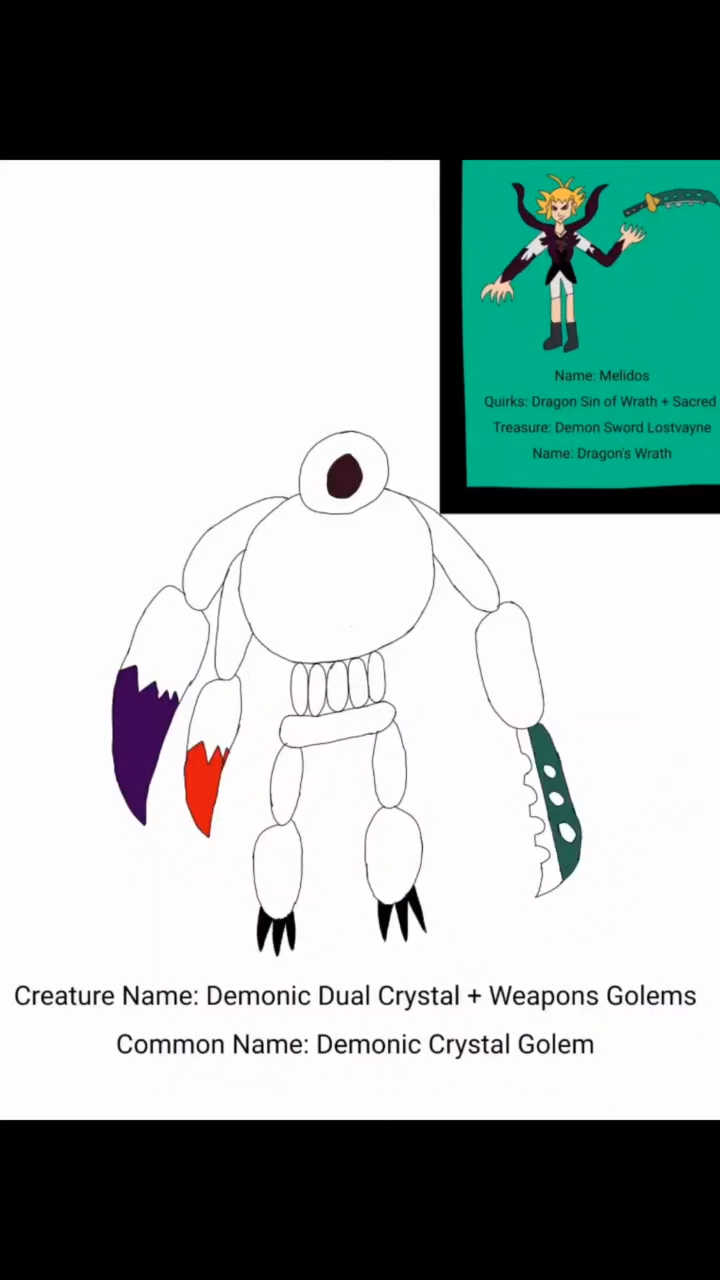 Name: Melidos
Quirks: Dragon Sin of Wrath + Sacred
Treasure: Demon Sword Lostvayne
Name: Dragon's Wrath
Creature Name: Demonic Dual Crystal + Weapons Golems
Common Name: Demonic Crystal Golem